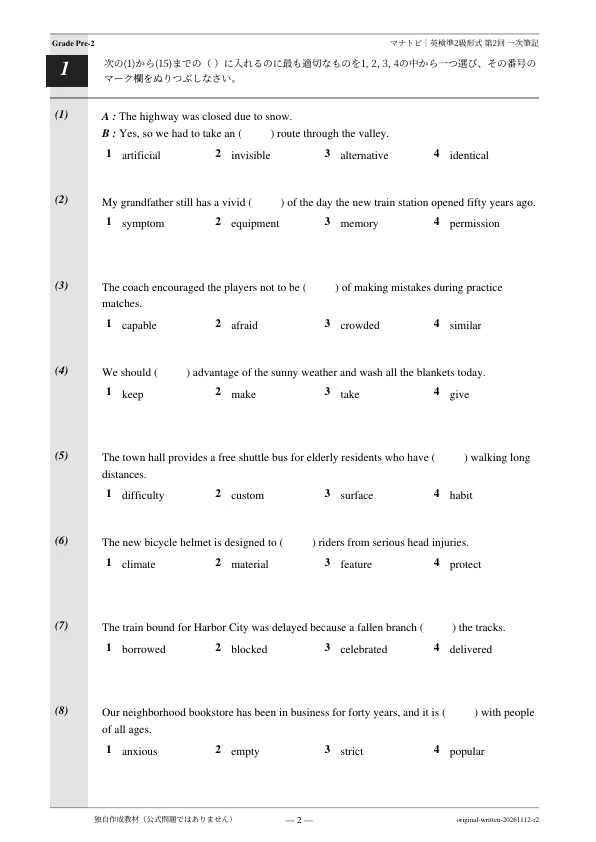 Grade Pre-2 マナトビ｜英検準2級形式 第2回 一次筆記
1 次の(1)から(15)までの（ ）に入れるのに最も適切なものを1, 2, 3, 4の中から一つ選び、その番号の
マーク欄をぬりつぶしなさい。
(1) A : The highway was closed due to snow.
B : Yes, so we had to take an ( ) route through the valley.
1 artificial 2 invisible 3 alternative 4 identical
(2) My grandfather still has a vivid ( ) of the day the new train station opened fifty years ago.
1 symptom 2 equipment 3 memory 4 permission
(3) The coach encouraged the players not to be ( ) of making mistakes during practice
matches.
1 capable 2 afraid 3 crowded 4 similar
(4) We should ( ) advantage of the sunny weather and wash all the blankets today.
1 keep 2 make 3 take 4 give
(5) The town hall provides a free shuttle bus for elderly residents who have ( ) walking long
distances.
1 difficulty 2 custom 3 surface 4 habit
(6) The new bicycle helmet is designed to ( ) riders from serious head injuries.
1 climate 2 material 3 feature 4 protect
(7) The train bound for Harbor City was delayed because a fallen branch ( ) the tracks.
1 borrowed 2 blocked 3 celebrated 4 delivered
(8) Our neighborhood bookstore has been in business for forty years, and it is ( ) with people
of all ages.
1 anxious 2 empty 3 strict 4 popular
独自作成教材（公式問題ではありません） — 2 — original-written-20261112-r2